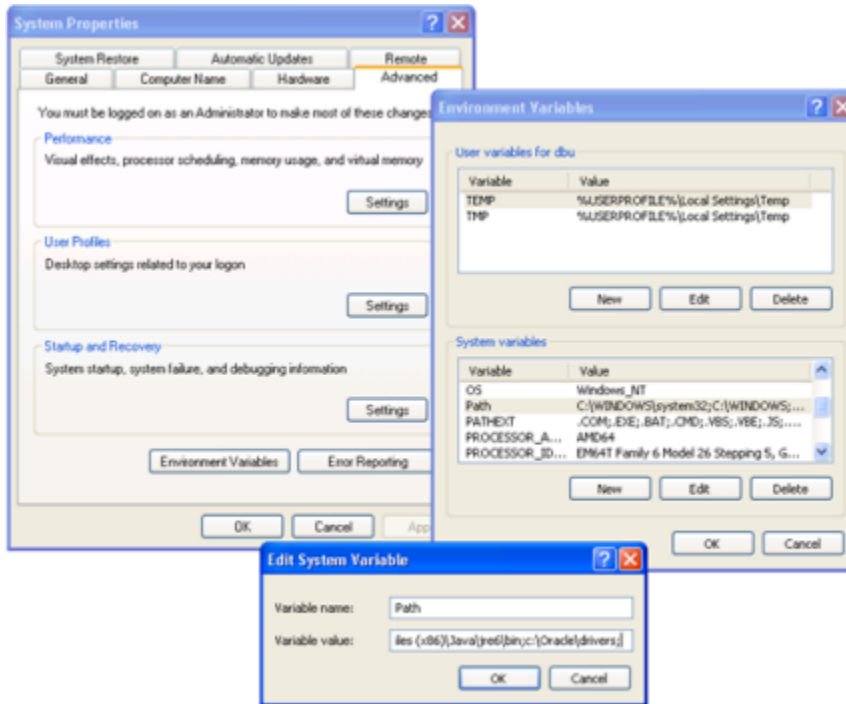 System Properties
System Restore Automatic Updates Remote
General Computer Name Hardware Advanced
You must be logged on as an Administrator to make most of these changes
Performance
Visual effects, processor scheduling, memory usage, and virtual memory
Settings
User Profiles
Desktop settings related to your logon
Settings
Startup and Recovery
System startup, system failure, and debugging information
Settings
Environment Variables Error Reporting
OK Cancel App
Environment Variables
User variables for dbu
Variable Value
TEMP %USERPROFILE%\Local Settings\Temp
TMP %USERPROFILE%\Local Settings\Temp
New Edit Delete
System variables
Variable Value
OS Windows_NT
Path C:\WINDOWS\system32;C:\WINDOWS;...
PATHEXT .COM;.EXE;.BAT;.CMD;.VBS;.VBE;.JS;....
PROCESSOR_A... AMD64
PROCESSOR_ID... EM64T Family 6 Model 26 Stepping 5, G...
New Edit Delete
OK Cancel
Edit System Variable
Variable name: Path
Variable value: iles (x86)\Java\jre6\bin;c:\Oracle\drivers;
OK Cancel